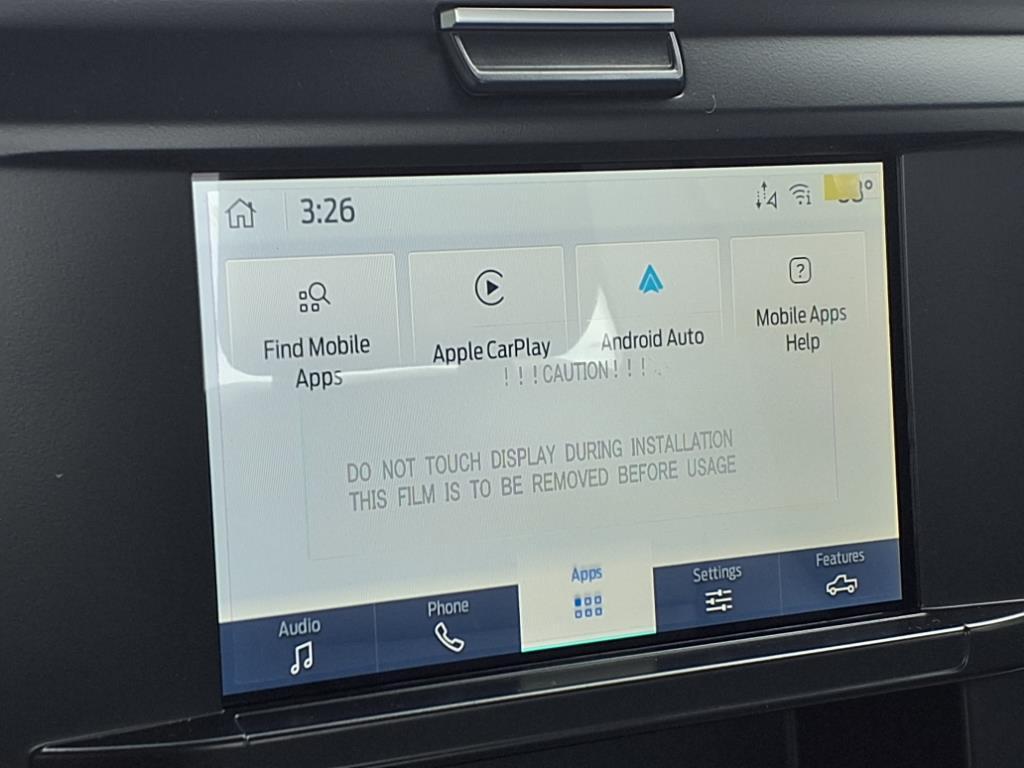 3:26
Find Mobile
Apps
Apple CarPlay
Android Auto
Mobile Apps
Help
! ! ! CAUTION ! ! !
DO NOT TOUCH DISPLAY DURING INSTALLATION
THIS FILM IS TO BE REMOVED BEFORE USAGE
Audio
Phone
Apps
Settings
Features